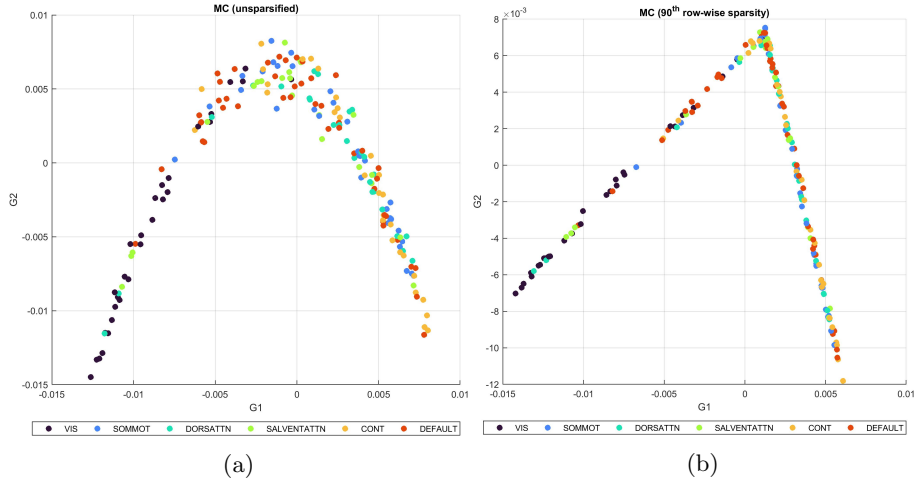 MC (unsparsified)
0.01
0.005
0
-0.005
-0.01
-0.015
G2
-0.015 -0.01 -0.005 0 0.005 0.01
G1
VIS SOMMOT DORSATTN SALVENTATTN CONT DEFAULT
(a)
MC (90th row-wise sparsity)
8 ×10-3
6
4
2
0
-2
-4
-6
-8
-10
-12
G2
-0.015 -0.01 -0.005 0 0.005 0.01
G1
VIS SOMMOT DORSATTN SALVENTATTN CONT DEFAULT
(b)